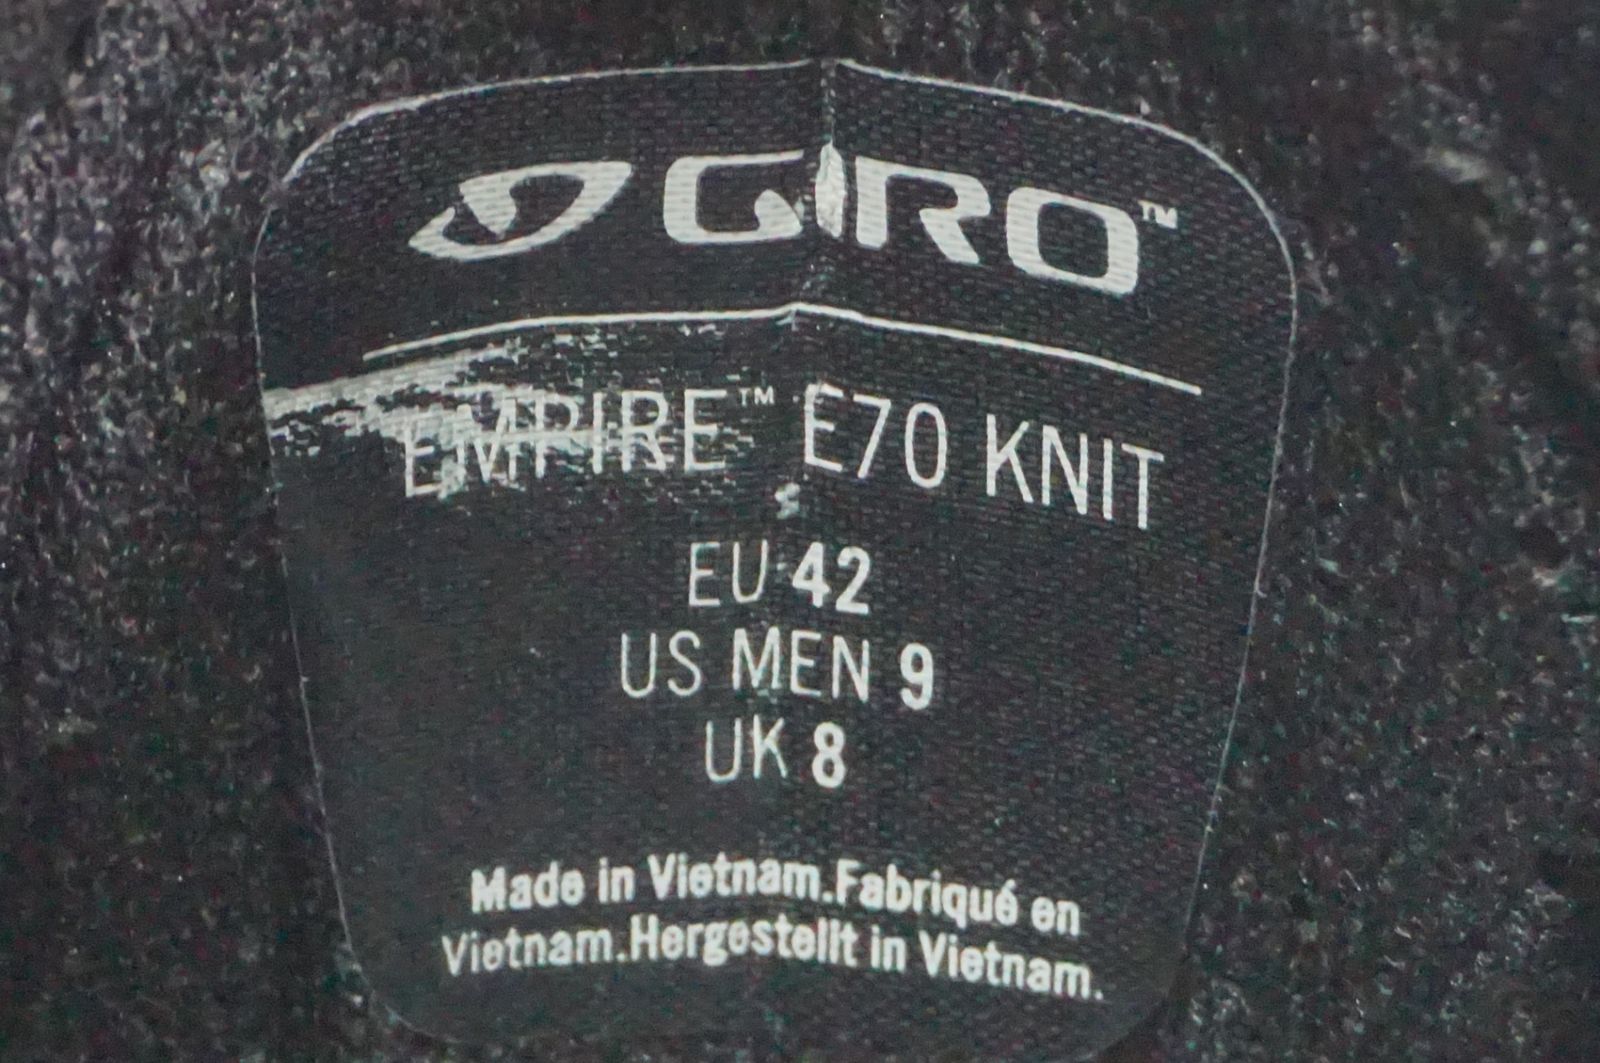 GIRO™
EMPIRE™ E70 KNIT
EU 42
US MEN 9
UK 8
Made in Vietnam.Fabriqué en
Vietnam.Hergestellt in Vietnam.